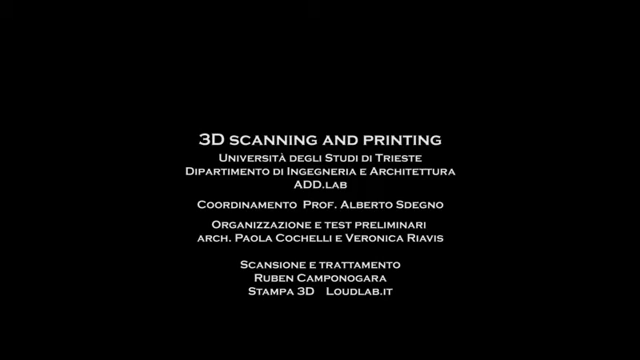 3D scanning and printing
Università degli Studi di Trieste
Dipartimento di Ingegneria e Architettura
ADD.lab
Coordinamento Prof. Alberto Sdegno
Organizzazione e test preliminari
arch. Paola Cochelli e Veronica Riavis
Scansione e trattamento
Ruben Camponogara
Stampa 3D Loudlab.it